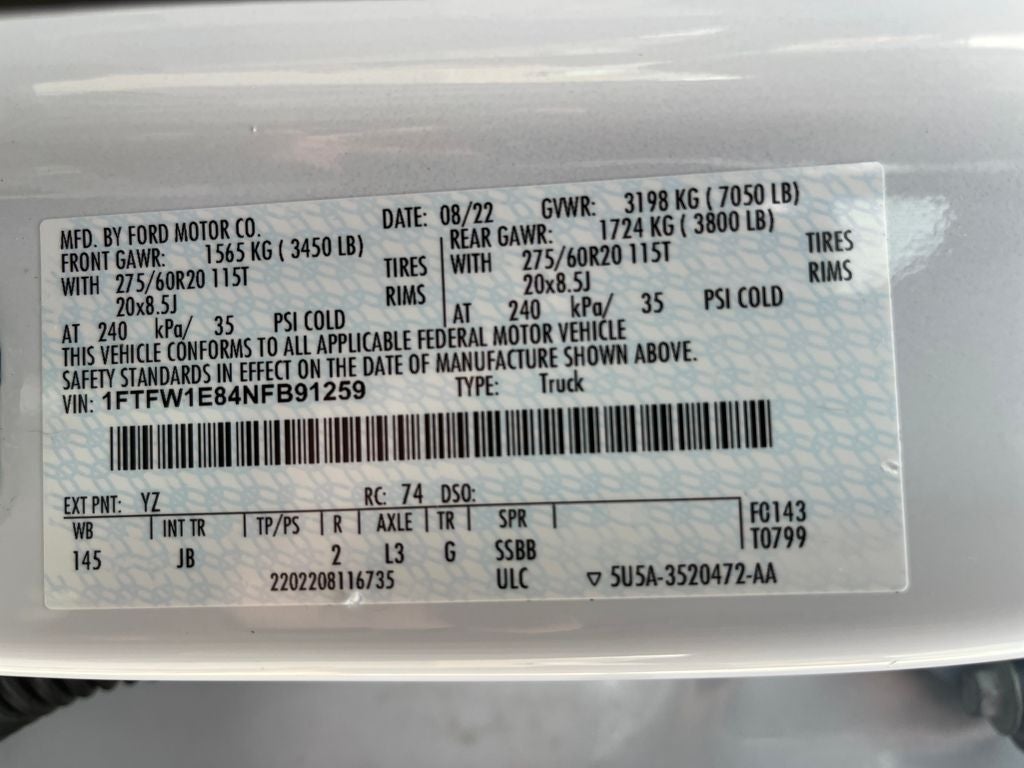 MFD. BY FORD MOTOR CO. DATE: 08/22 GVWR: 3198 KG ( 7050 LB)
FRONT GAWR: 1565 KG ( 3450 LB) REAR GAWR: 1724 KG ( 3800 LB)
WITH 275/60R20 115T TIRES WITH 275/60R20 115T TIRES
20x8.5J RIMS 20x8.5J RIMS
AT 240 kPa/ 35 PSI COLD AT 240 kPa/ 35 PSI COLD
THIS VEHICLE CONFORMS TO ALL APPLICABLE FEDERAL MOTOR VEHICLE
SAFETY STANDARDS IN EFFECT ON THE DATE OF MANUFACTURE SHOWN ABOVE.
VIN: 1FTFW1E84NFB91259 TYPE: Truck
EXT PNT: YZ RC: 74 DSO:
WB INT TR TP/PS R AXLE TR SPR FC143
145 JB 2 L3 G SSBB T0799
2202208116735 ULC ▽ 5U5A-3520472-AA